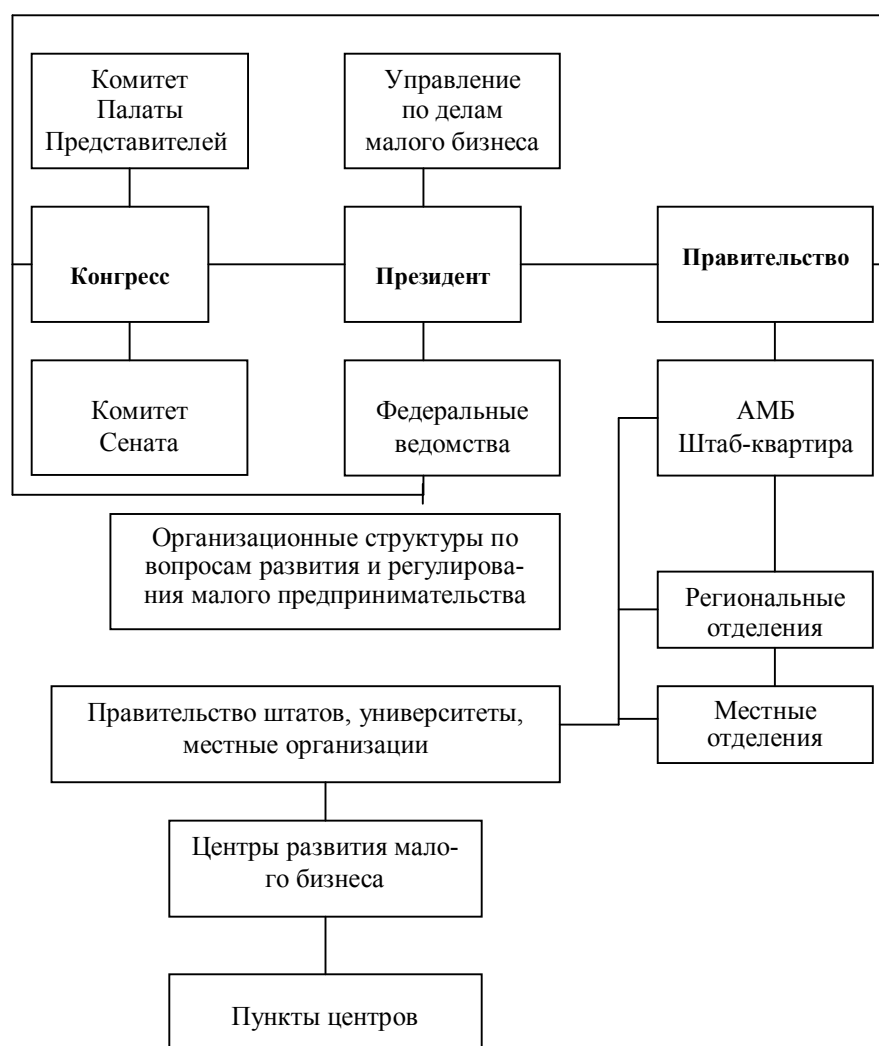 Комитет
Палаты
Представителей
Управление
по делам
малого бизнеса
Конгресс
Президент
Правительство
Комитет
Сената
Федеральные
ведомства
АМБ
Штаб-квартира
Организационные структуры по
вопросам развития и регулирова-
ния малого предпринимательства
Региональные
отделения
Правительство штатов, университеты,
местные организации
Местные
отделения
Центры развития мало-
го бизнеса
Пункты центров